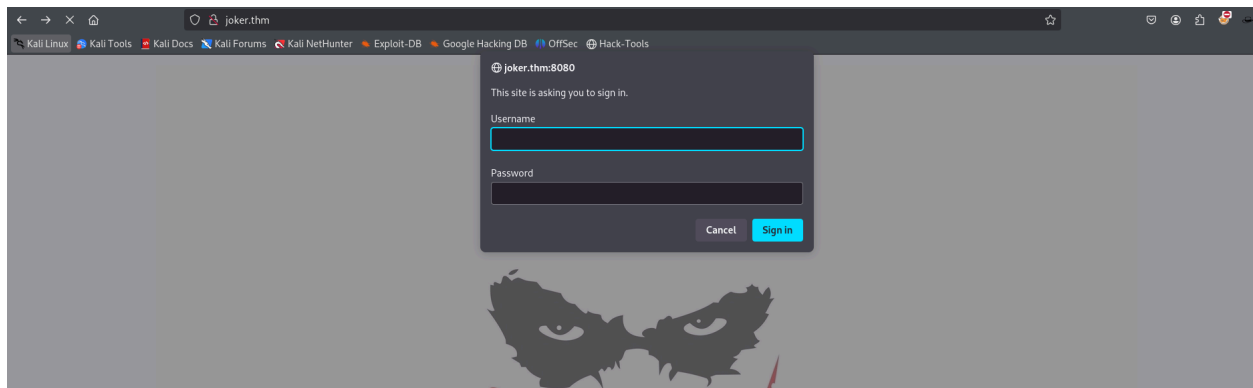 joker.thm
Kali Linux Kali Tools Kali Docs Kali Forums Kali NetHunter Exploit-DB Google Hacking DB OffSec Hack-Tools
joker.thm:8080
This site is asking you to sign in.
Username
Password
Cancel Sign in